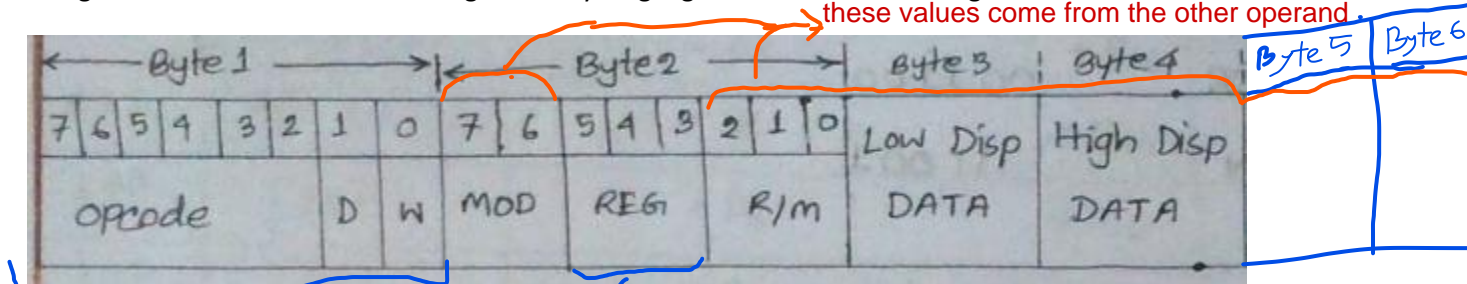 these values come from the other operand.
Byte 1 Byte 2 Byte 3 Byte 4 Byte 5 Byte 6
7 6 5 4 3 2 1 0 7 6 5 4 3 2 1 0 Low Disp High Disp
opcode D W MOD REG R/m DATA DATA